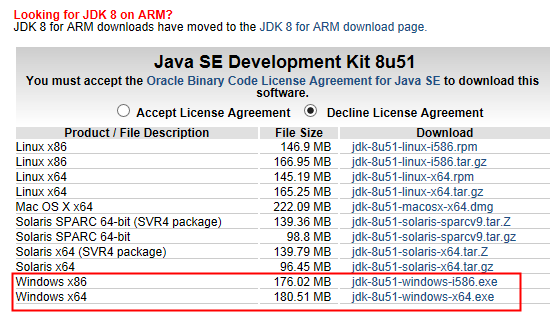 Looking for JDK 8 on ARM?
JDK 8 for ARM downloads have moved to the JDK 8 for ARM download page.
Java SE Development Kit 8u51
You must accept the Oracle Binary Code License Agreement for Java SE to download this
software.
Accept License Agreement Decline License Agreement
Product / File Description File Size Download
Linux x86 146.9 MB jdk-8u51-linux-i586.rpm
Linux x86 166.95 MB jdk-8u51-linux-i586.tar.gz
Linux x64 145.19 MB jdk-8u51-linux-x64.rpm
Linux x64 165.25 MB jdk-8u51-linux-x64.tar.gz
Mac OS X x64 222.09 MB jdk-8u51-macosx-x64.dmg
Solaris SPARC 64-bit (SVR4 package) 139.36 MB jdk-8u51-solaris-sparcv9.tar.Z
Solaris SPARC 64-bit 98.8 MB jdk-8u51-solaris-sparcv9.tar.gz
Solaris x64 (SVR4 package) 139.79 MB jdk-8u51-solaris-x64.tar.Z
Solaris x64 96.45 MB jdk-8u51-solaris-x64.tar.gz
Windows x86 176.02 MB jdk-8u51-windows-i586.exe
Windows x64 180.51 MB jdk-8u51-windows-x64.exe